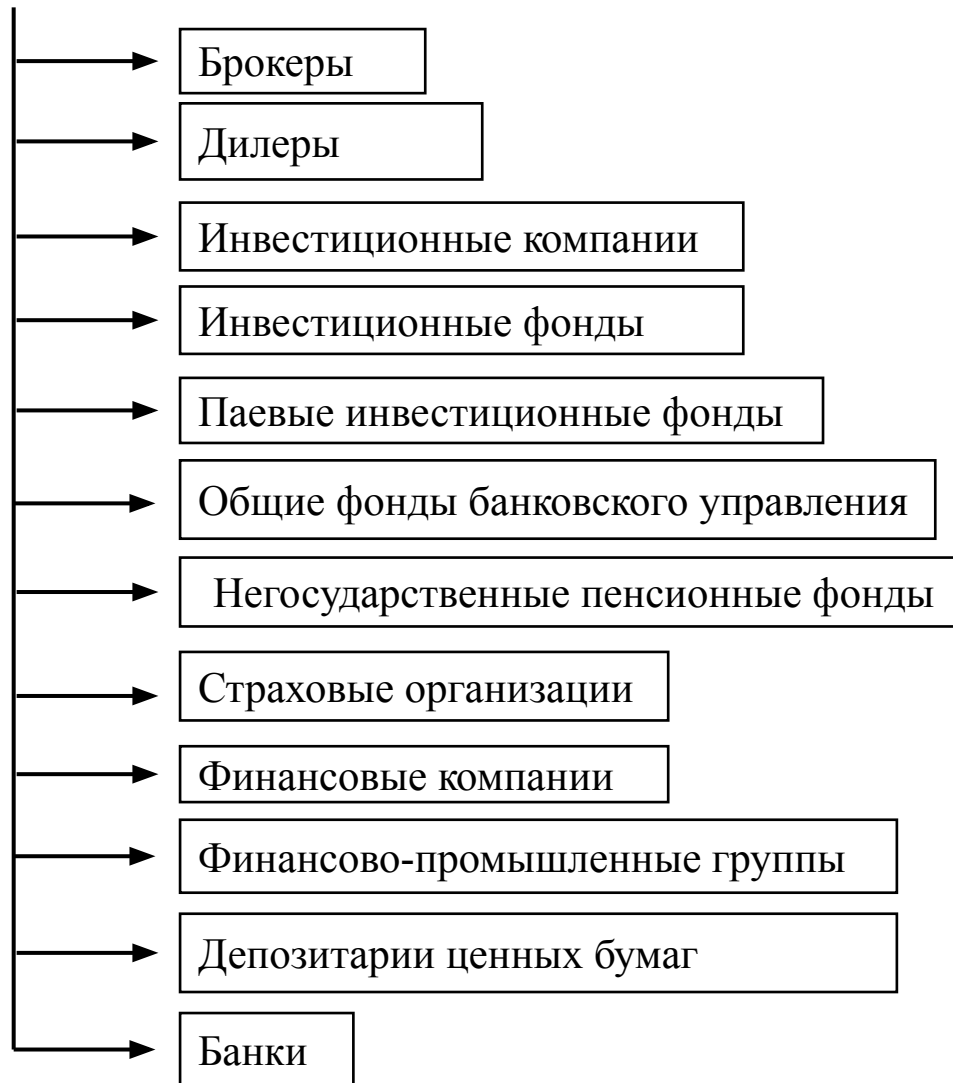 Брокеры
Дилеры
Инвестиционные компании
Инвестиционные фонды
Паевые инвестиционные фонды
Общие фонды банковского управления
Негосударственные пенсионные фонды
Страховые организации
Финансовые компании
Финансово-промышленные группы
Депозитарии ценных бумаг
Банки